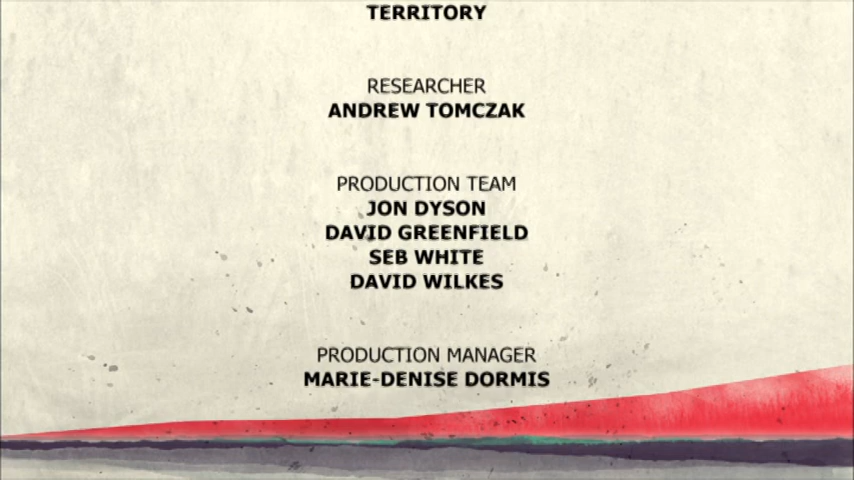 TERRITORY
RESEARCHER
ANDREW TOMCZAK
PRODUCTION TEAM
JON DYSON
DAVID GREENFIELD
SEB WHITE
DAVID WILKES
PRODUCTION MANAGER
MARIE-DENISE DORMIS